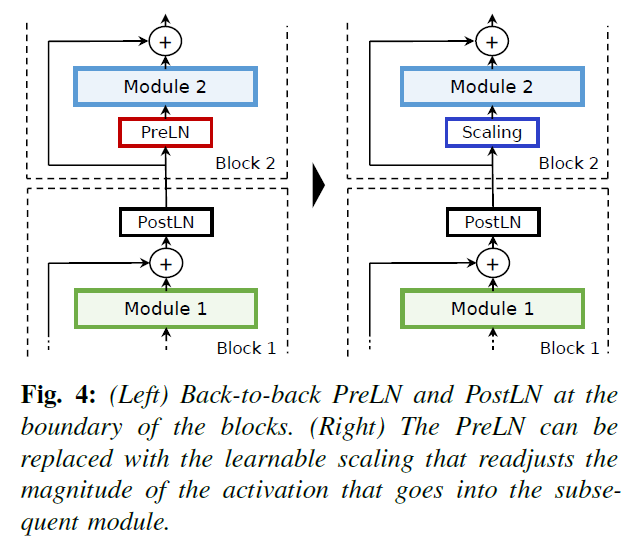 +
+
Module 2
Module 2
PreLN
Scaling
Block 2
Block 2
PostLN
PostLN
+
+
Module 1
Module 1
Block 1
Block 1
Fig. 4: (Left) Back-to-back PreLN and PostLN at the
boundary of the blocks. (Right) The PreLN can be
replaced with the learnable scaling that readjusts the
magnitude of the activation that goes into the subse-
quent module.